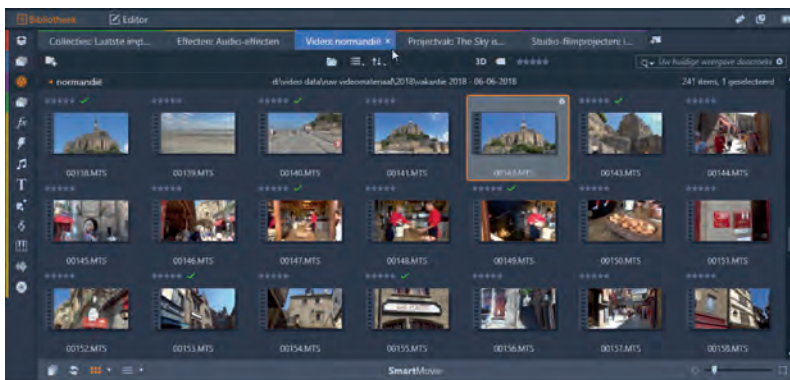 Bibliotheek Editor
Collecties: Laatste imp... Effecten: Audio-effecten Video: normandië × Projectvak: The Sky is... Studio-filmprojecten: i...
3D Uw huidige weergave doorzoeken
normandië d:\video data\ruw videomateriaal\2018\vakantie 2018 - 06-06-2018 241 items, 1 geselecteerd
00138.MTS 00139.MTS 00140.MTS 00141.MTS 00142.MTS 00143.MTS 00144.MTS
00145.MTS 00146.MTS 00147.MTS 00148.MTS 00149.MTS 00150.MTS 00151.MTS
00152.MTS 00153.MTS 00154.MTS 00155.MTS 00156.MTS 00157.MTS 00158.MTS
SmartMovie